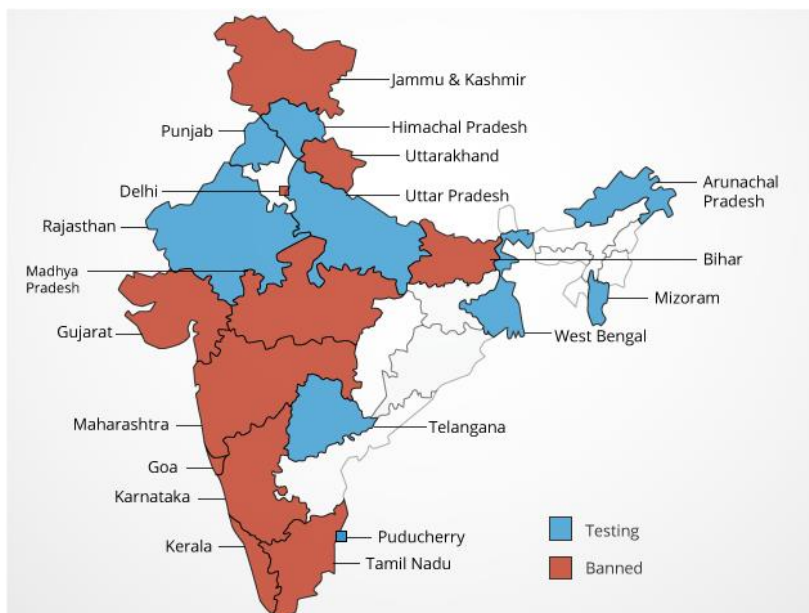 Jammu & Kashmir
Punjab
Himachal Pradesh
Uttarakhand
Delhi
Uttar Pradesh
Arunachal
Pradesh
Rajasthan
Bihar
Madhya
Pradesh
Mizoram
Gujarat
West Bengal
Maharashtra
Telangana
Goa
Karnataka
Testing
Puducherry
Kerala
Tamil Nadu
Banned